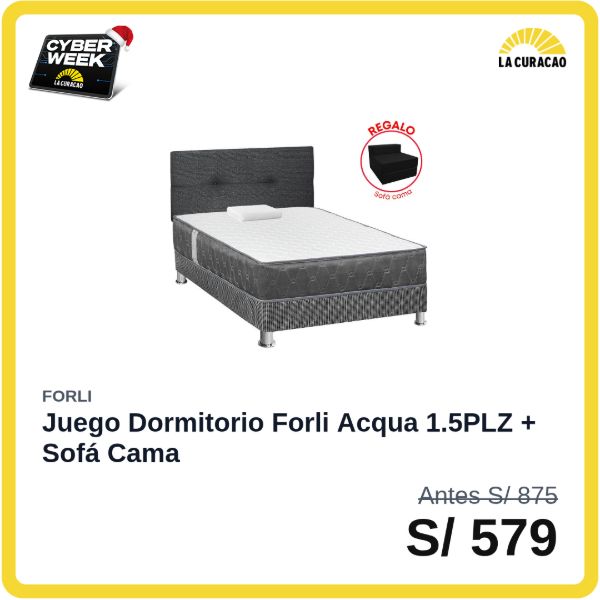 CYBER
WEEK
LA CURACAO
LA CURACAO
REGALO
Sofá cama
FORLI
Juego Dormitorio Forli Acqua 1.5PLZ +
Sofá Cama
Antes S/ 875
S/ 579